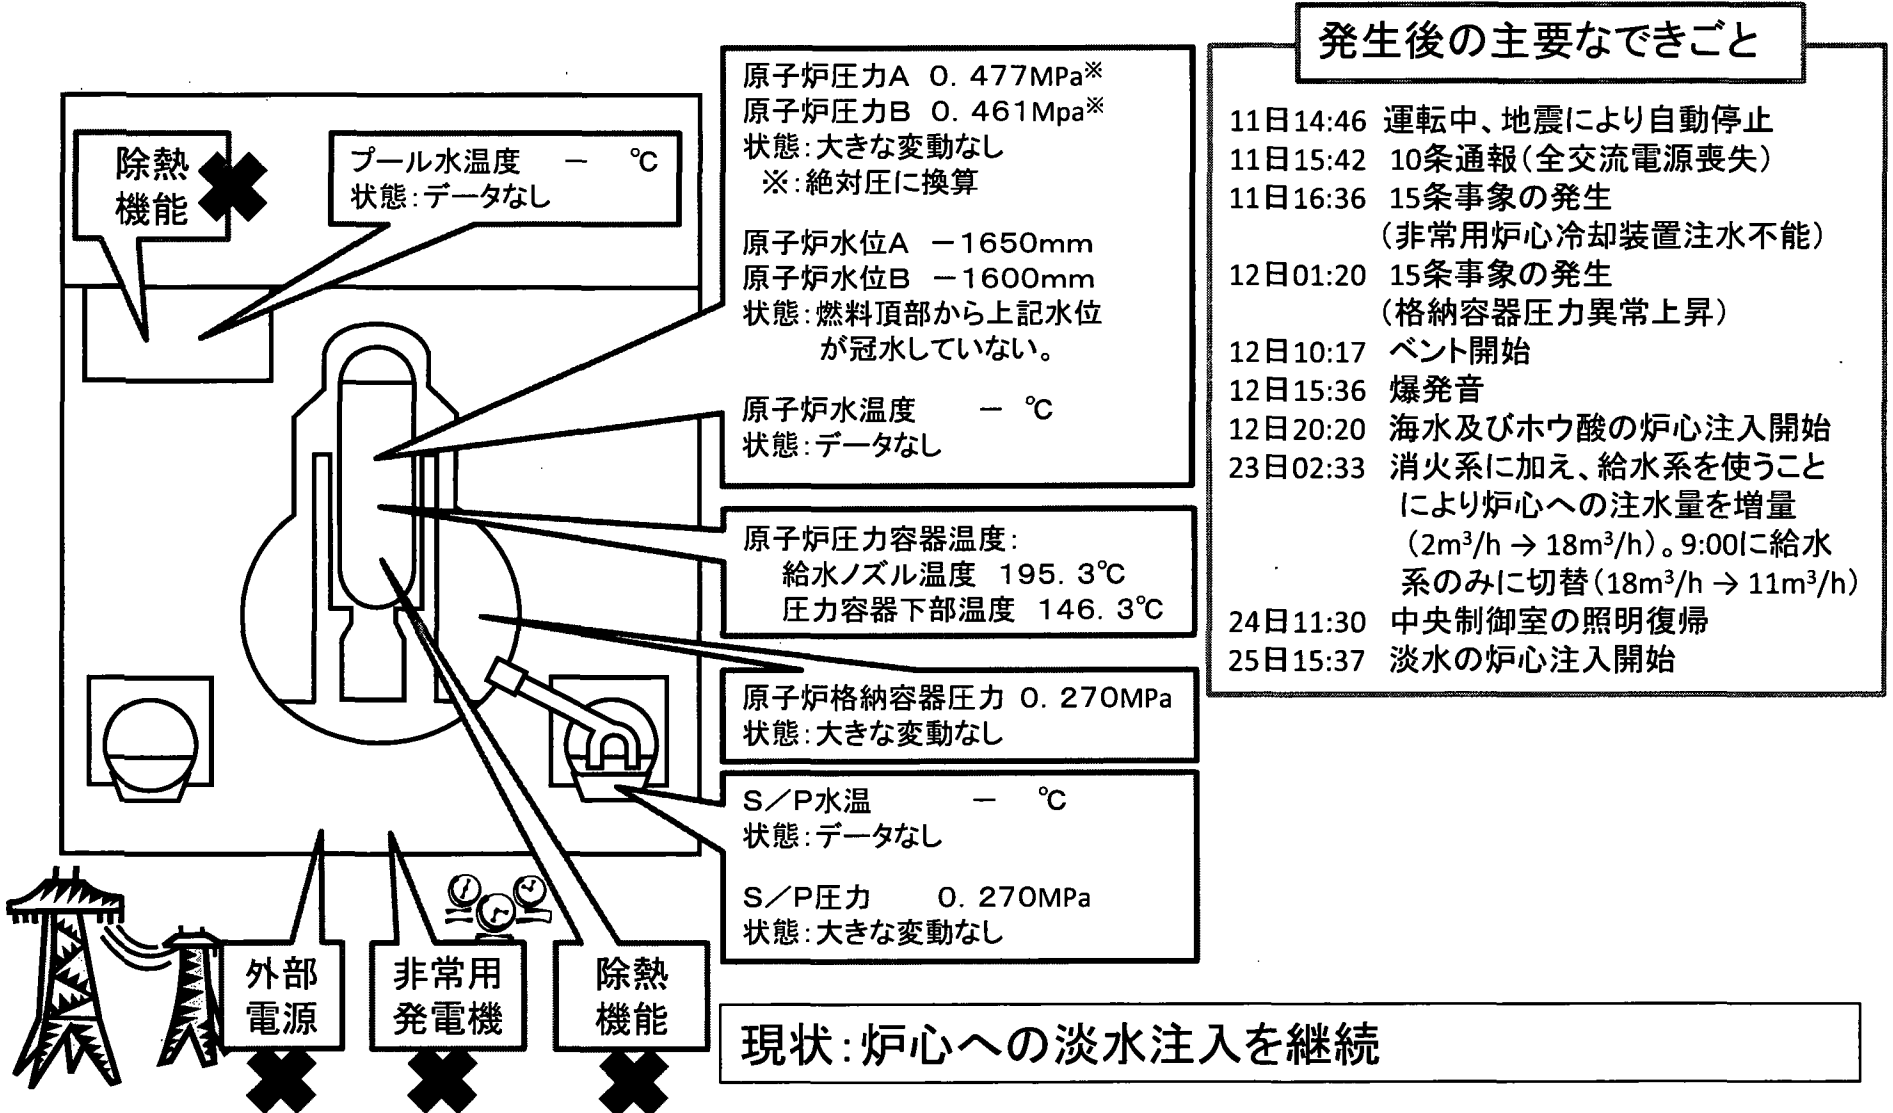 除熱
機能
プール水温度　－　℃
状態：データなし
原子炉圧力A　0．477MPa※
原子炉圧力B　0．461Mpa※
状態：大きな変動なし
※：絶対圧に換算
原子炉水位A　－1650mm
原子炉水位B　－1600mm
状態：燃料頂部から上記水位
が冠水していない。
原子炉水温度　－　℃
状態：データなし
原子炉圧力容器温度：
給水ノズル温度　195．3℃
圧力容器下部温度　146．3℃
原子炉格納容器圧力　0．270MPa
状態：大きな変動なし
S／P水温　－　℃
状態：データなし
S／P圧力　0．270MPa
状態：大きな変動なし
外部
電源
非常用
発電機
除熱
機能
発生後の主要なできごと
11日14:46 運転中、地震により自動停止
11日15:42 10条通報（全交流電源喪失）
11日16:36 15条事象の発生
（非常用炉心冷却装置注水不能）
12日01:20 15条事象の発生
（格納容器圧力異常上昇）
12日10:17 ベント開始
12日15:36 爆発音
12日20:20 海水及びホウ酸の炉心注入開始
23日02:33 消火系に加え、給水系を使うこと
により炉心への注水量を増量
（2m³/h → 18m³/h）。9:00に給水
系のみに切替（18m³/h → 11m³/h）
24日11:30 中央制御室の照明復帰
25日15:37 淡水の炉心注入開始
現状：炉心への淡水注入を継続